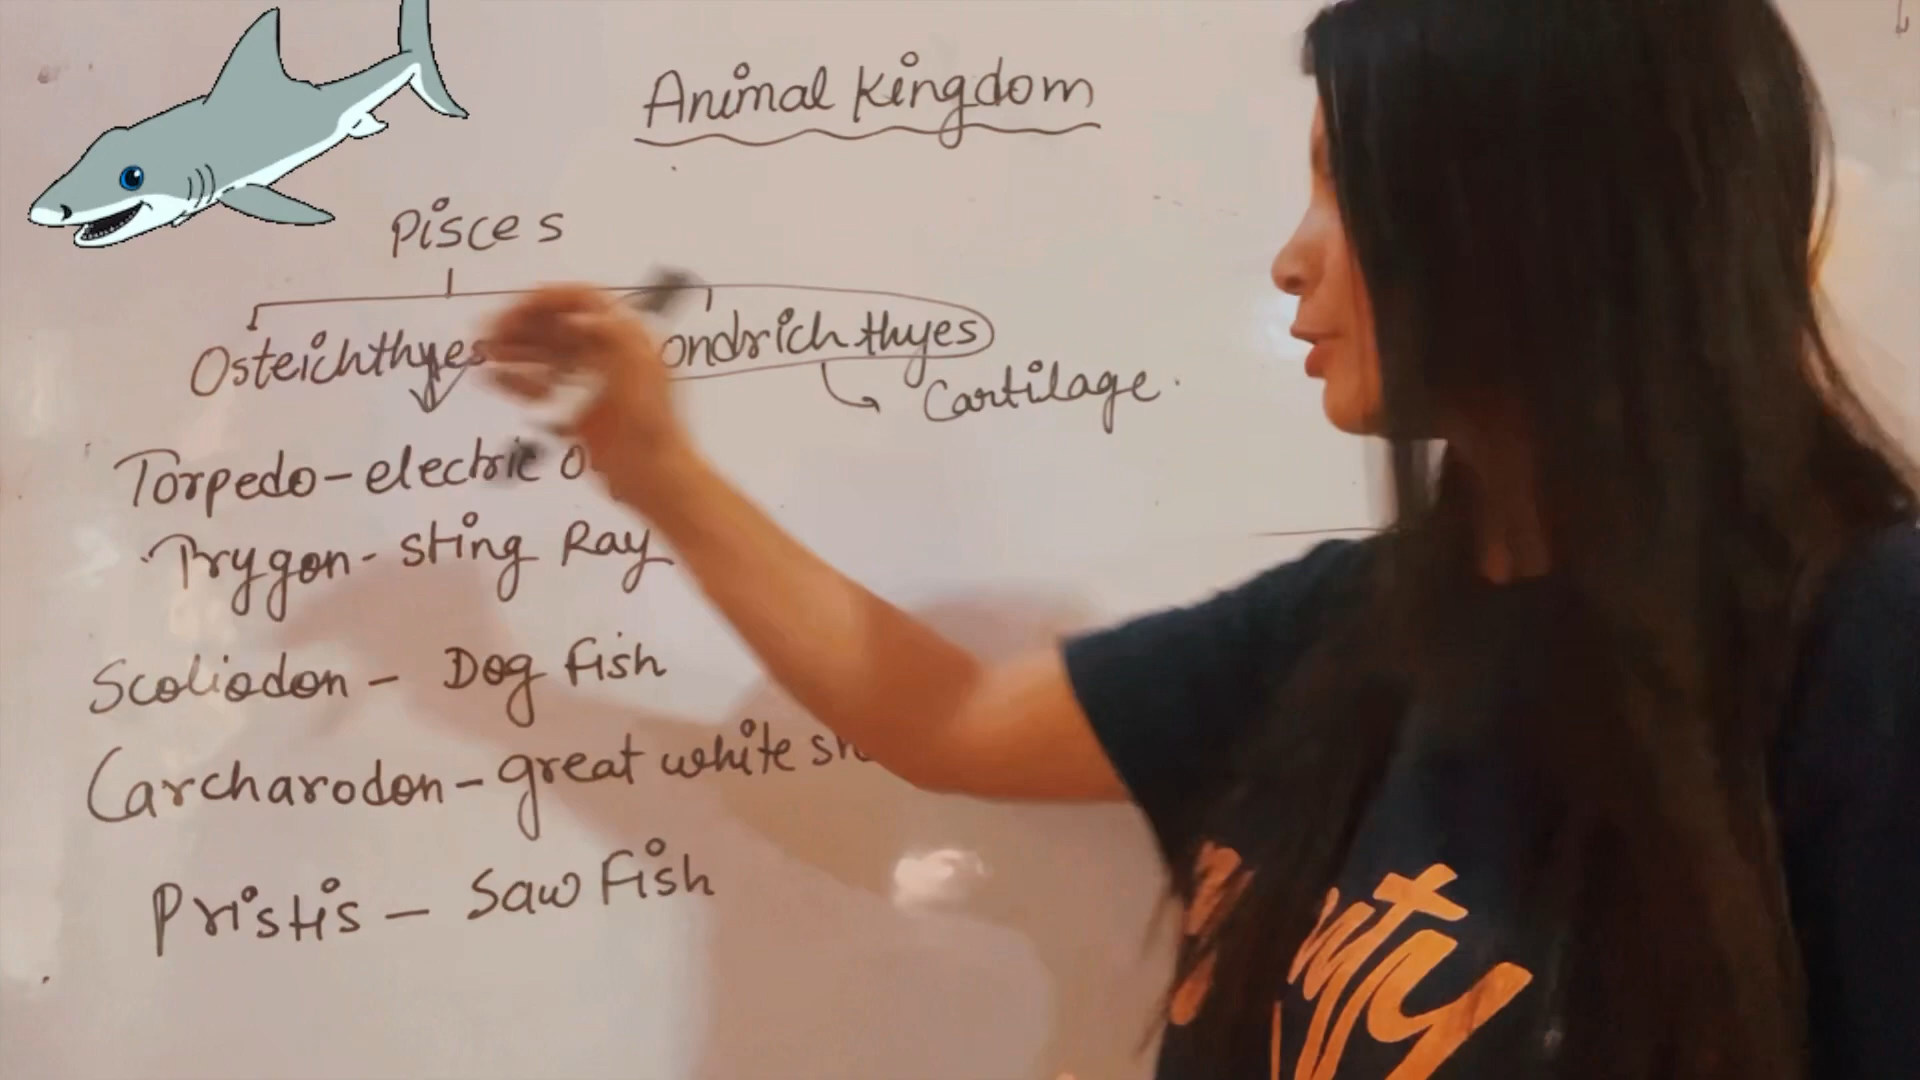 Animal Kingdom
Pisces
Osteichthyes ondrichthyes
Cartilage
Torpedo - electric
Trygon - sting Ray
Scoliodon - Dog fish
Carcharodon - great white
Pristis - Saw Fish